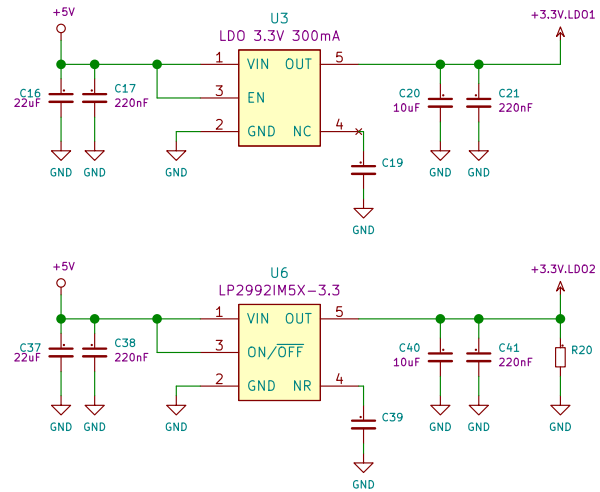 U3
LDO 3.3V 300mA
+5V
+3.3V.LDO1
1 VIN OUT 5
3 EN
2 GND NC 4
C16
22uF
C17
220nF
C20
10uF
C21
220nF
C19
GND
GND
GND
GND
GND
GND
U6
LP2992IM5X-3.3
+5V
+3.3V.LDO2
1 VIN OUT 5
3 ON/OFF
2 GND NR 4
C37
22uF
C38
220nF
C40
10uF
C41
220nF
R20
C39
GND
GND
GND
GND
GND
GND
GND